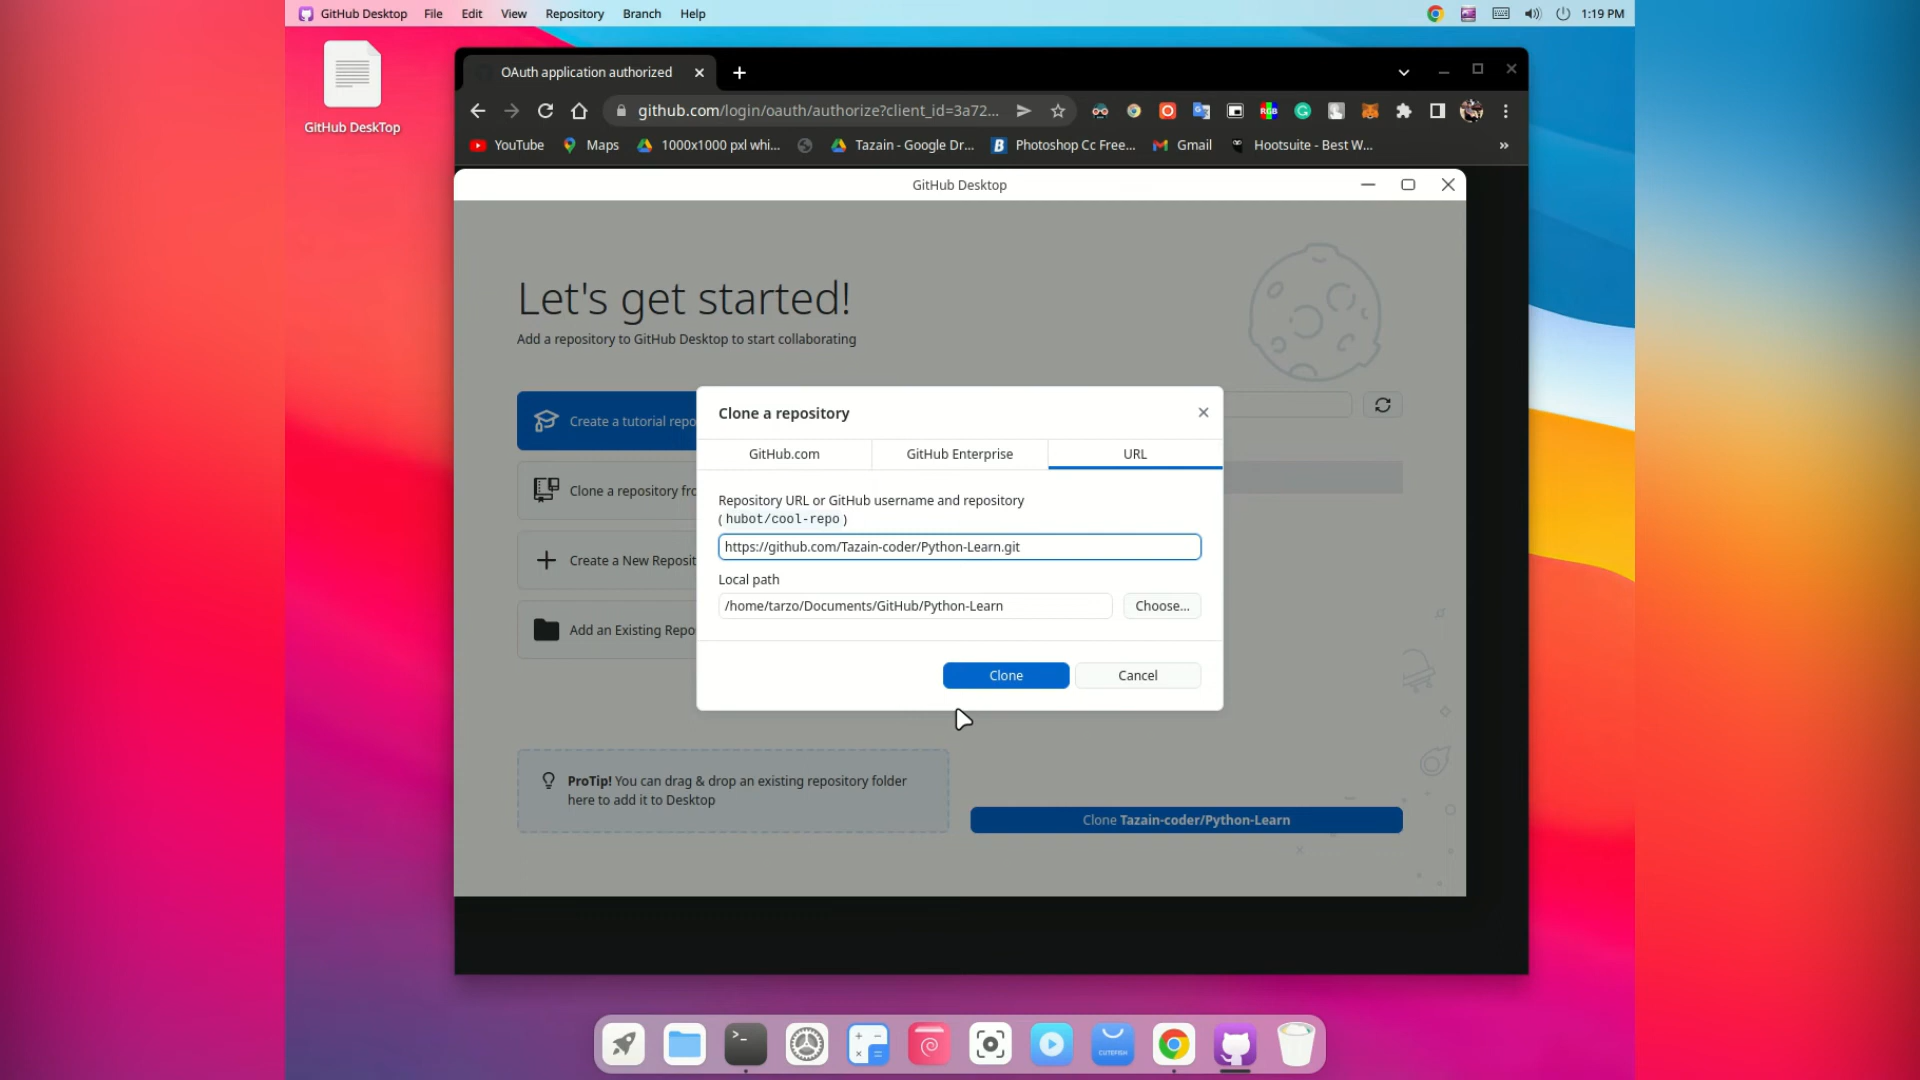 GitHub Desktop File Edit View Repository Branch Help
1:19 PM
GitHub DeskTop
OAuth application authorized
github.com/login/oauth/authorize?client_id=3a72...
RGB
YouTube
Maps
1000x1000 pxl whi...
Tazain - Google Dr...
B
Photoshop Cc Free...
Gmail
Hootsuite - Best W...
»
GitHub Desktop
Let's get started!
Add a repository to GitHub Desktop to start collaborating
Create a tutorial repo
Clone a repository fro
Create a New Reposit
Add an Existing Repo
Clone a repository
GitHub.com
GitHub Enterprise
URL
Repository URL or GitHub username and repository
(hubot/cool-repo)
https://github.com/Tazain-coder/Python-Learn.git
Local path
/home/tarzo/Documents/GitHub/Python-Learn
Choose...
Clone
Cancel
ProTip! You can drag & drop an existing repository folder
here to add it to Desktop
Clone Tazain-coder/Python-Learn
>_
CUTEFISH